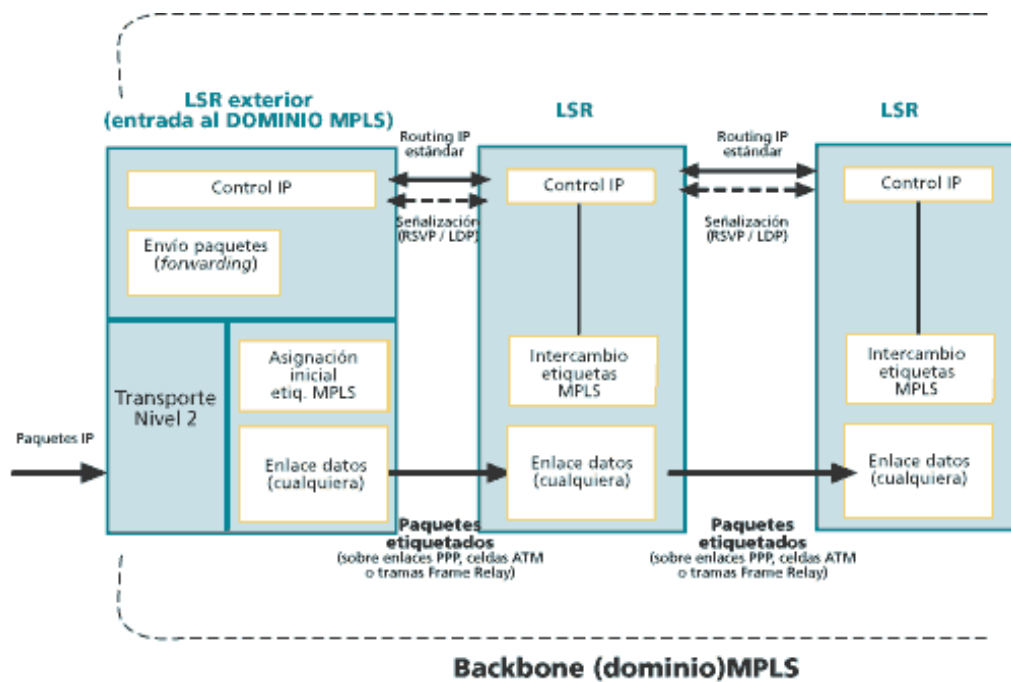 LSR exterior
(entrada al DOMINIO MPLS)
LSR
LSR
Routing IP
estándar
Routing IP
estándar
Control IP
Control IP
Control IP
Señalización
(RSVP / LDP)
Señalización
(RSVP / LDP)
Envío paquetes
(forwarding)
Asignación
inicial
etiq. MPLS
Intercambio
etiquetas
MPLS
Intercambio
etiquetas
MPLS
Transporte
Nivel 2
Paquetes IP
Enlace datos
(cualquiera)
Enlace datos
(cualquiera)
Enlace datos
(cualquiera)
Paquetes
etiquetados
(sobre enlaces PPP, celdas ATM
o tramas Frame Relay)
Paquetes
etiquetados
(sobre enlaces PPP, celdas ATM
o tramas Frame Relay)
Backbone (dominio)MPLS